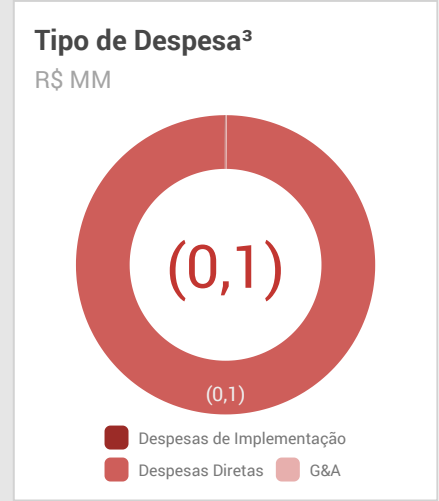 Tipo de Despesa³
R$ MM
(0,1)
(0,1)
Despesas de Implementação
Despesas Diretas G&A